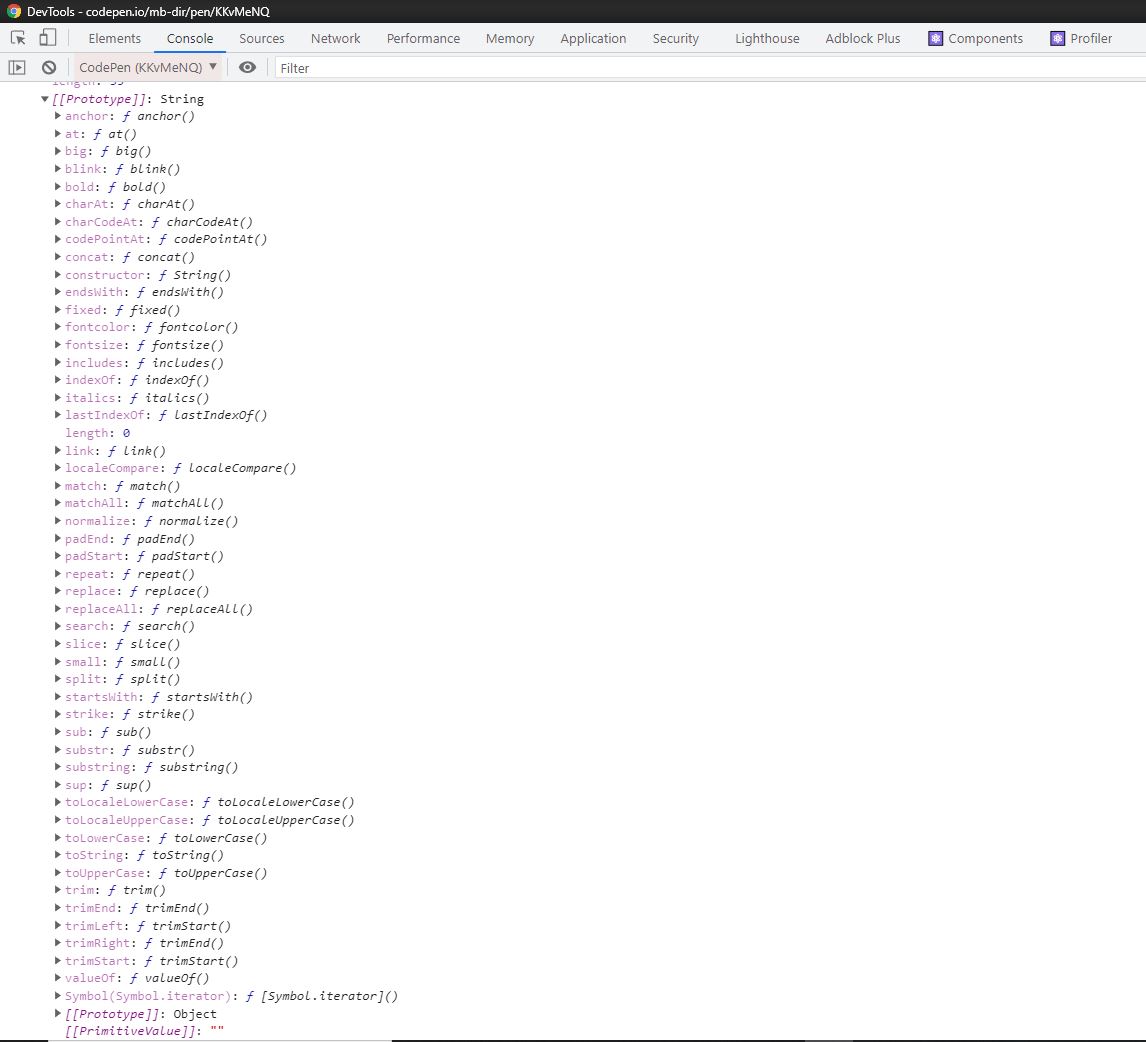 DevTools - codepen.io/mb-dir/pen/KKvMeNQ
Elements Console Sources Network Performance Memory Application Security Lighthouse Adblock Plus Components Profiler
CodePen (KKvMeNQ) ▼ Filter
[[Prototype]]: String
anchor: ƒ anchor()
at: ƒ at()
big: ƒ big()
blink: ƒ blink()
bold: ƒ bold()
charAt: ƒ charAt()
charCodeAt: ƒ charCodeAt()
codePointAt: ƒ codePointAt()
concat: ƒ concat()
constructor: ƒ String()
endsWith: ƒ endsWith()
fixed: ƒ fixed()
fontcolor: ƒ fontcolor()
fontsize: ƒ fontsize()
includes: ƒ includes()
indexOf: ƒ indexOf()
italics: ƒ italics()
lastIndexOf: ƒ lastIndexOf()
length: 0
link: ƒ link()
localeCompare: ƒ localeCompare()
match: ƒ match()
matchAll: ƒ matchAll()
normalize: ƒ normalize()
padEnd: ƒ padEnd()
padStart: ƒ padStart()
repeat: ƒ repeat()
replace: ƒ replace()
replaceAll: ƒ replaceAll()
search: ƒ search()
slice: ƒ slice()
small: ƒ small()
split: ƒ split()
startsWith: ƒ startsWith()
strike: ƒ strike()
sub: ƒ sub()
substr: ƒ substr()
substring: ƒ substring()
sup: ƒ sup()
toLocaleLowerCase: ƒ toLocaleLowerCase()
toLocaleUpperCase: ƒ toLocaleUpperCase()
toLowerCase: ƒ toLowerCase()
toString: ƒ toString()
toUpperCase: ƒ toUpperCase()
trim: ƒ trim()
trimEnd: ƒ trimEnd()
trimLeft: ƒ trimStart()
trimRight: ƒ trimEnd()
trimStart: ƒ trimStart()
valueOf: ƒ valueOf()
Symbol(Symbol.iterator): ƒ [Symbol.iterator]()
[[Prototype]]: Object
[[PrimitiveValue]]: ""